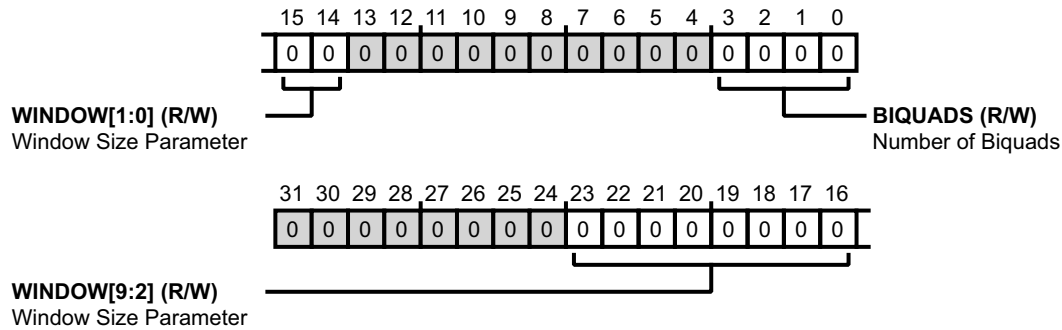 15 14 13 12 11 10 9 8 7 6 5 4 3 2 1 0
0 0 0 0 0 0 0 0 0 0 0 0 0 0 0 0
WINDOW[1:0] (R/W)
Window Size Parameter
BIQUADS (R/W)
Number of Biquads
31 30 29 28 27 26 25 24 23 22 21 20 19 18 17 16
0 0 0 0 0 0 0 0 0 0 0 0 0 0 0 0
WINDOW[9:2] (R/W)
Window Size Parameter